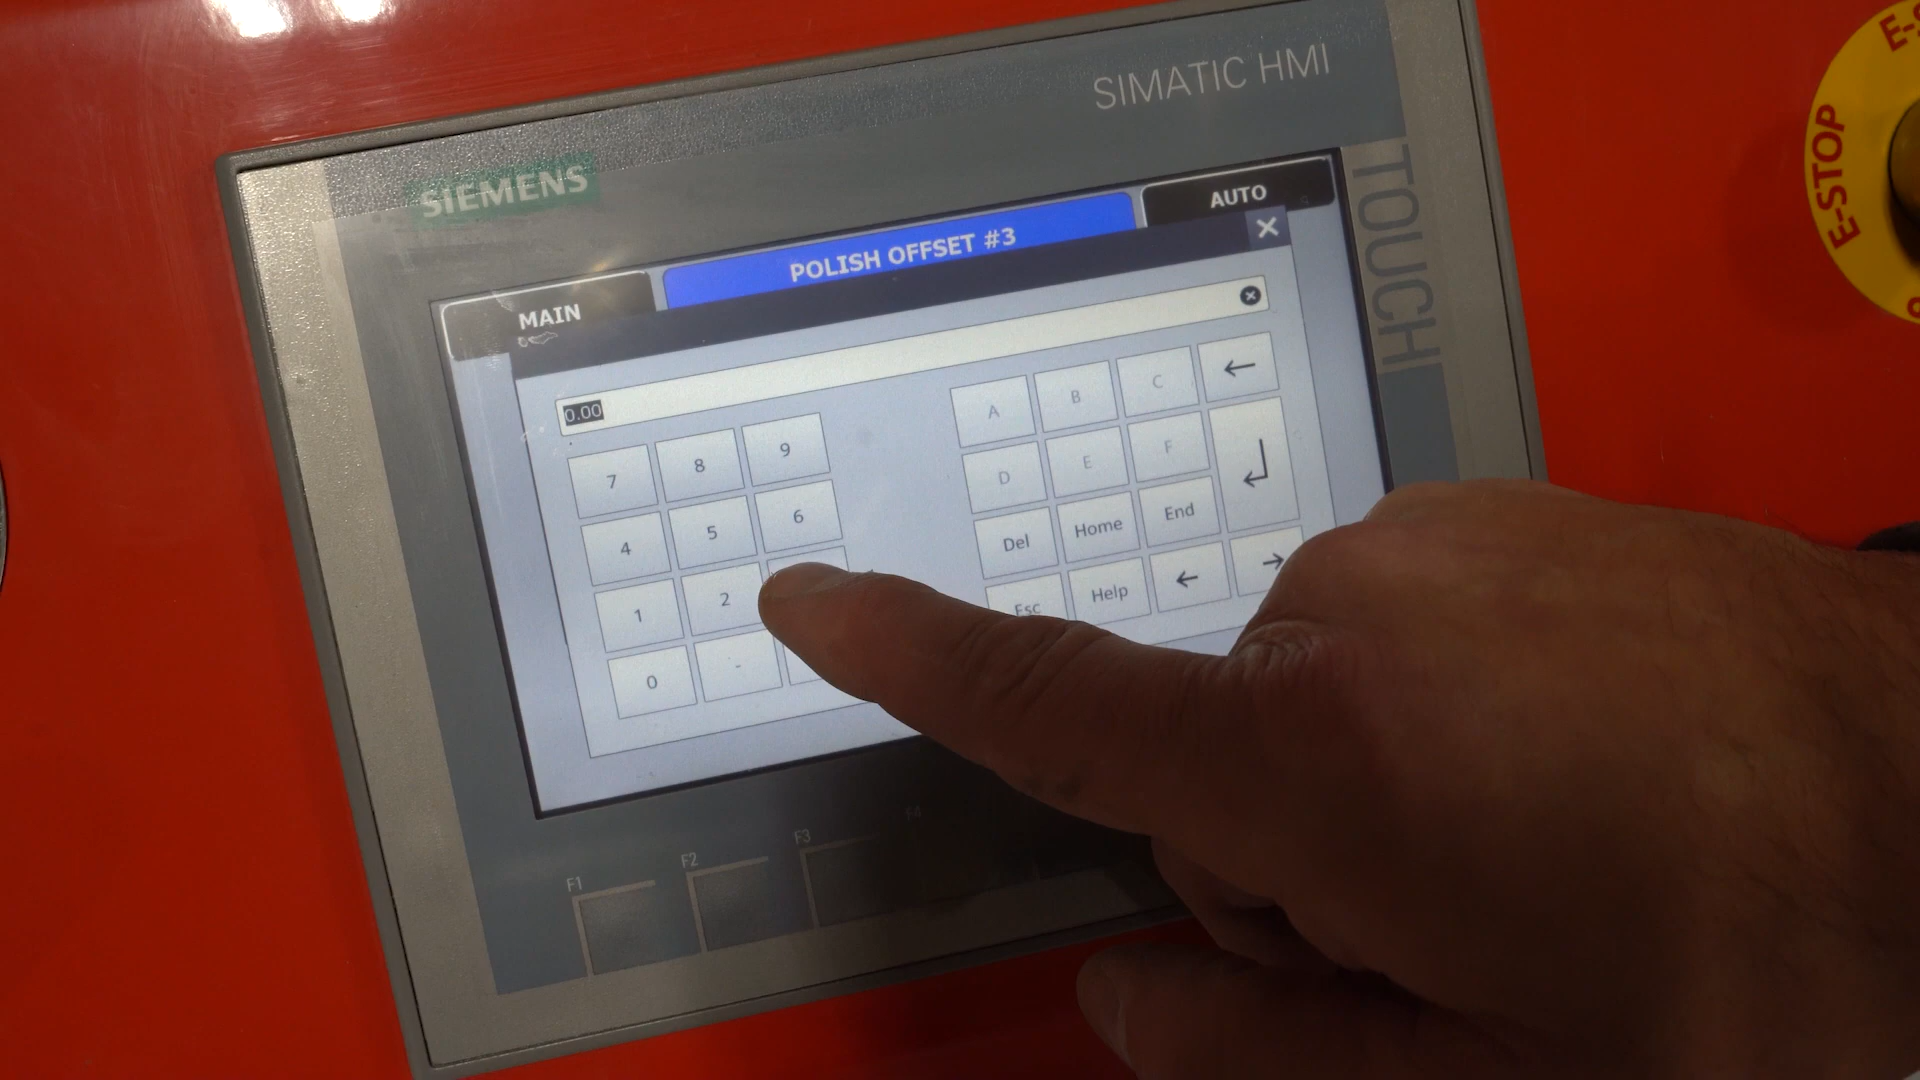 SIMATIC HMI
SIEMENS
TOUCH
E-STOP
MAIN
POLISH OFFSET #3
AUTO
0.00
7 8 9 A B C
4 5 6 D E F
1 2 Del Home End
0 - Esc Help
F1 F2 F3 F4